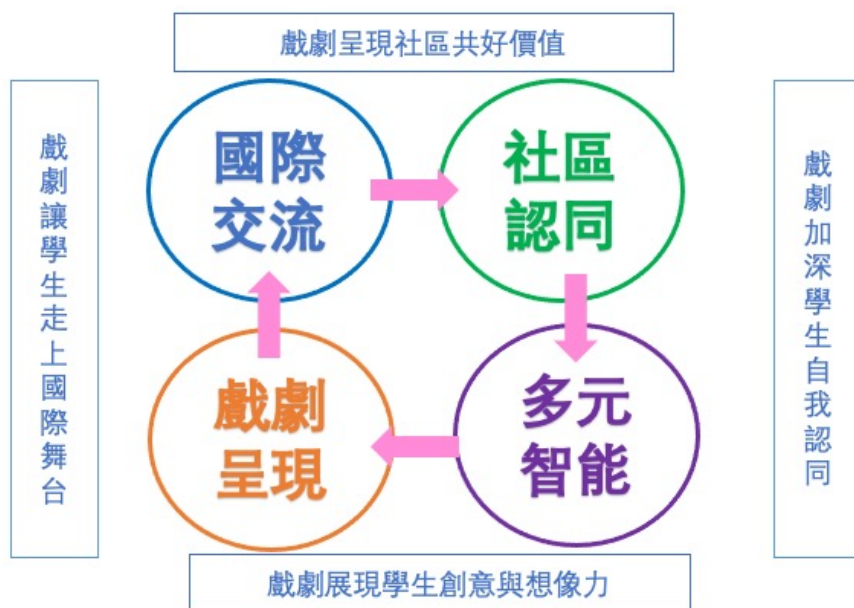 戲劇呈現社區共好價值
戲劇讓學生走上國際舞台
國際
交流
社區
認同
戲劇加深學生自我認同
戲劇
呈現
多元
智能
戲劇展現學生創意與想像力